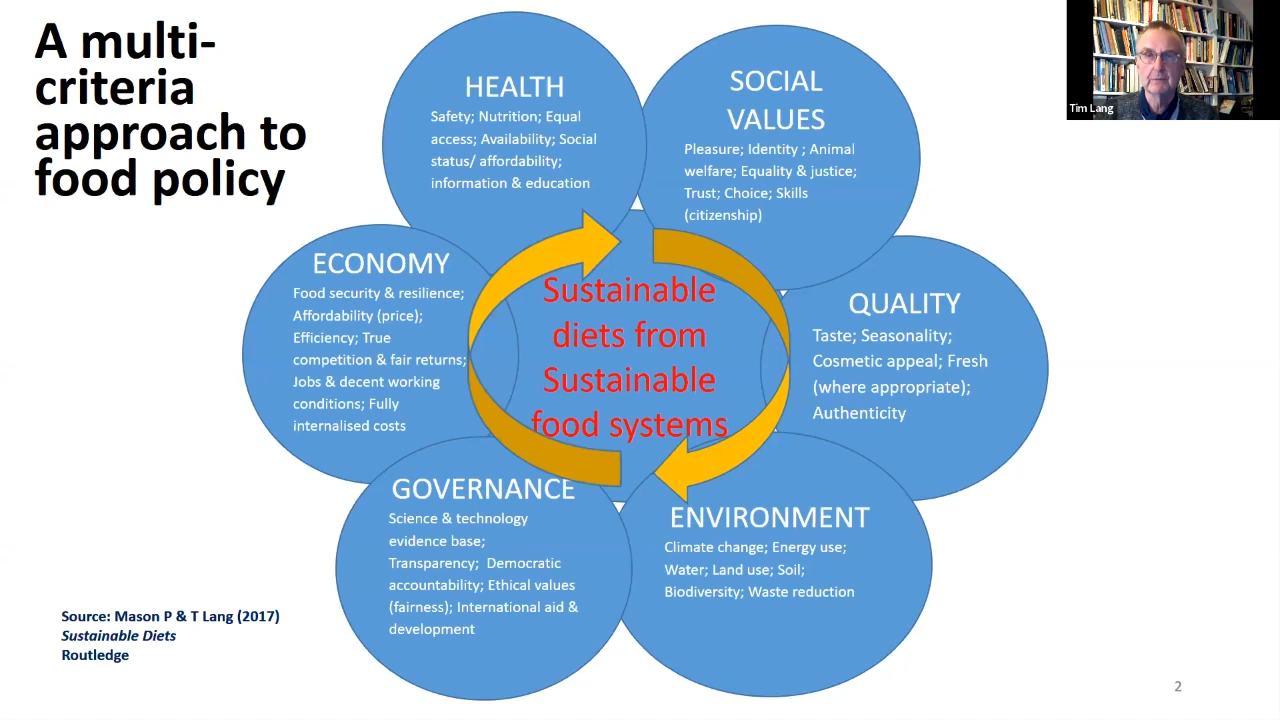 A multi-
criteria
approach to
food policy
HEALTH
Safety; Nutrition; Equal
access; Availability; Social
status/ affordability;
information & education
SOCIAL
VALUES
Pleasure; Identity ; Animal
welfare; Equality & justice;
Trust; Choice; Skills
(citizenship)
Tim Lang
ECONOMY
Food security & resilience;
Affordability (price);
Efficiency; True
competition & fair returns;
Jobs & decent working
conditions; Fully
internalised costs
Sustainable
diets from
Sustainable
food systems
QUALITY
Taste; Seasonality;
Cosmetic appeal; Fresh
(where appropriate);
Authenticity
GOVERNANCE
Science & technology
evidence base;
Transparency; Democratic
accountability; Ethical values
(fairness); International aid &
development
ENVIRONMENT
Climate change; Energy use;
Water; Land use; Soil;
Biodiversity; Waste reduction
Source: Mason P & T Lang (2017)
Sustainable Diets
Routledge
2